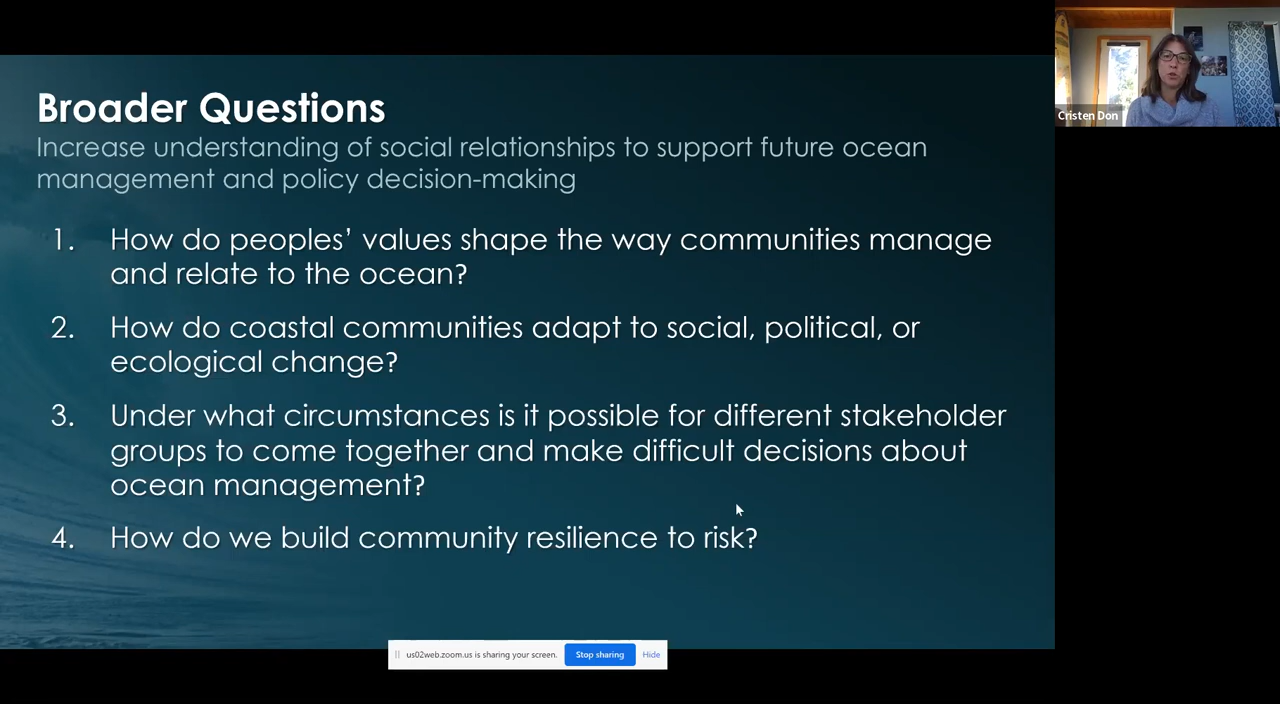 Broader Questions
Increase understanding of social relationships to support future ocean
management and policy decision-making
1. How do peoples’ values shape the way communities manage
and relate to the ocean?
2. How do coastal communities adapt to social, political, or
ecological change?
3. Under what circumstances is it possible for different stakeholder
groups to come together and make difficult decisions about
ocean management?
4. How do we build community resilience to risk?
Cristen Don
us02web.zoom.us is sharing your screen.
Stop sharing
Hide